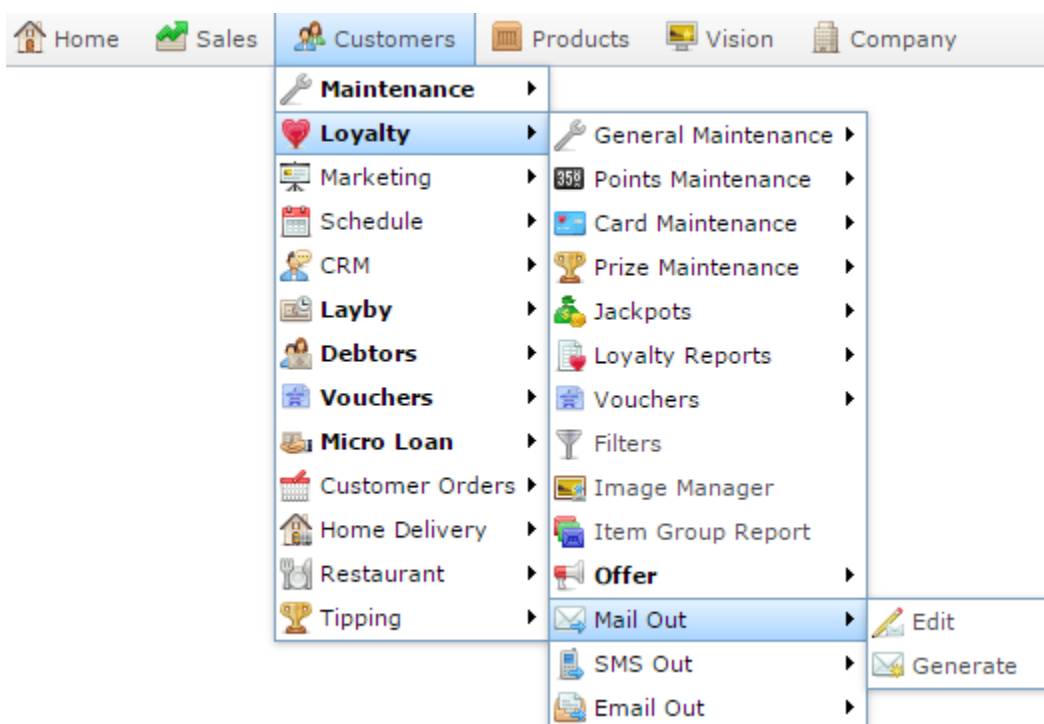 Home Sales Customers Products Vision Company
Maintenance
Loyalty
Marketing
Schedule
CRM
Layby
Debtors
Vouchers
Micro Loan
Customer Orders
Home Delivery
Restaurant
Tipping
General Maintenance
Points Maintenance
Card Maintenance
Prize Maintenance
Jackpots
Loyalty Reports
Vouchers
Filters
Image Manager
Item Group Report
Offer
Mail Out
SMS Out
Email Out
Edit
Generate